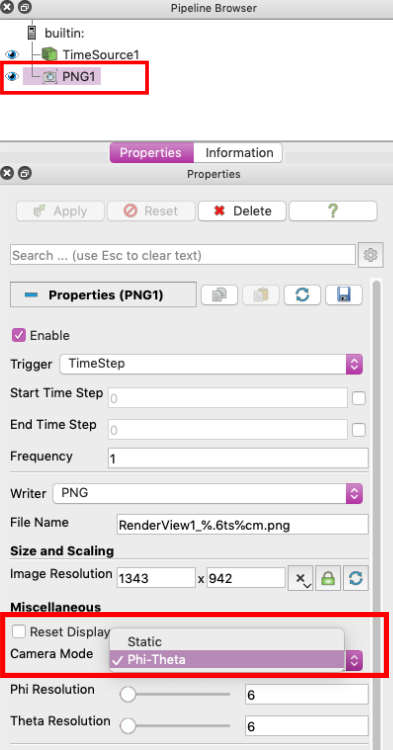 Pipeline Browser
builtin:
TimeSource1
PNG1
Properties Information
Properties
Apply Reset Delete ?
Search ... (use Esc to clear text)
Properties (PNG1)
Enable
Trigger TimeStep
Start Time Step 0
End Time Step 0
Frequency 1
Writer PNG
File Name RenderView1_%.6ts%cm.png
Size and Scaling
Image Resolution 1343 x 942
Miscellaneous
Reset Display
Static
Camera Mode Phi-Theta
Phi Resolution 6
Theta Resolution 6